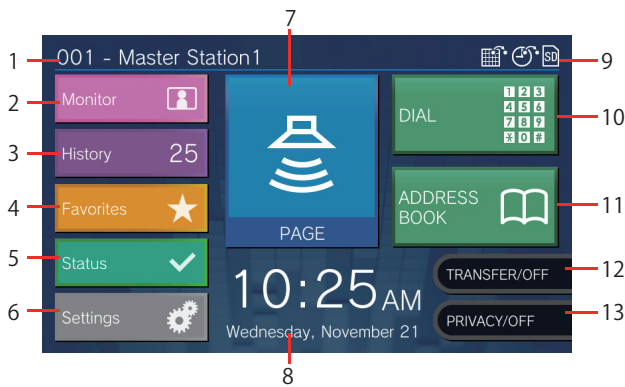 7
1
001 - Master Station1
SD
9
2
Monitor
3
History 25
4
Favorites
5
Status
6
Settings
PAGE
10:25 AM
Wednesday, November 21
8
DIAL
1 2 3
4 5 6
7 8 9
* 0 #
10
ADDRESS
BOOK
11
TRANSFER/OFF
12
PRIVACY/OFF
13